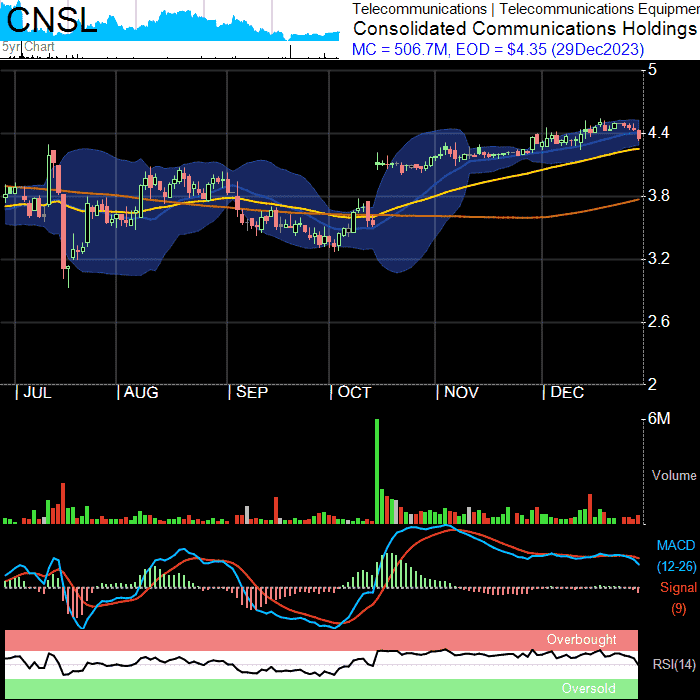 CNSL
5yr Chart
Telecommunications | Telecommunications Equipmen
Consolidated Communications Holdings
MC = 506.7M, EOD = $4.35 (29Dec2023)
5
4.4
3.8
3.2
2.6
2
JUL AUG SEP OCT NOV DEC
6M
Volume
MACD
(12-26)
Signal
(9)
Overbought
RSI(14)
Oversold